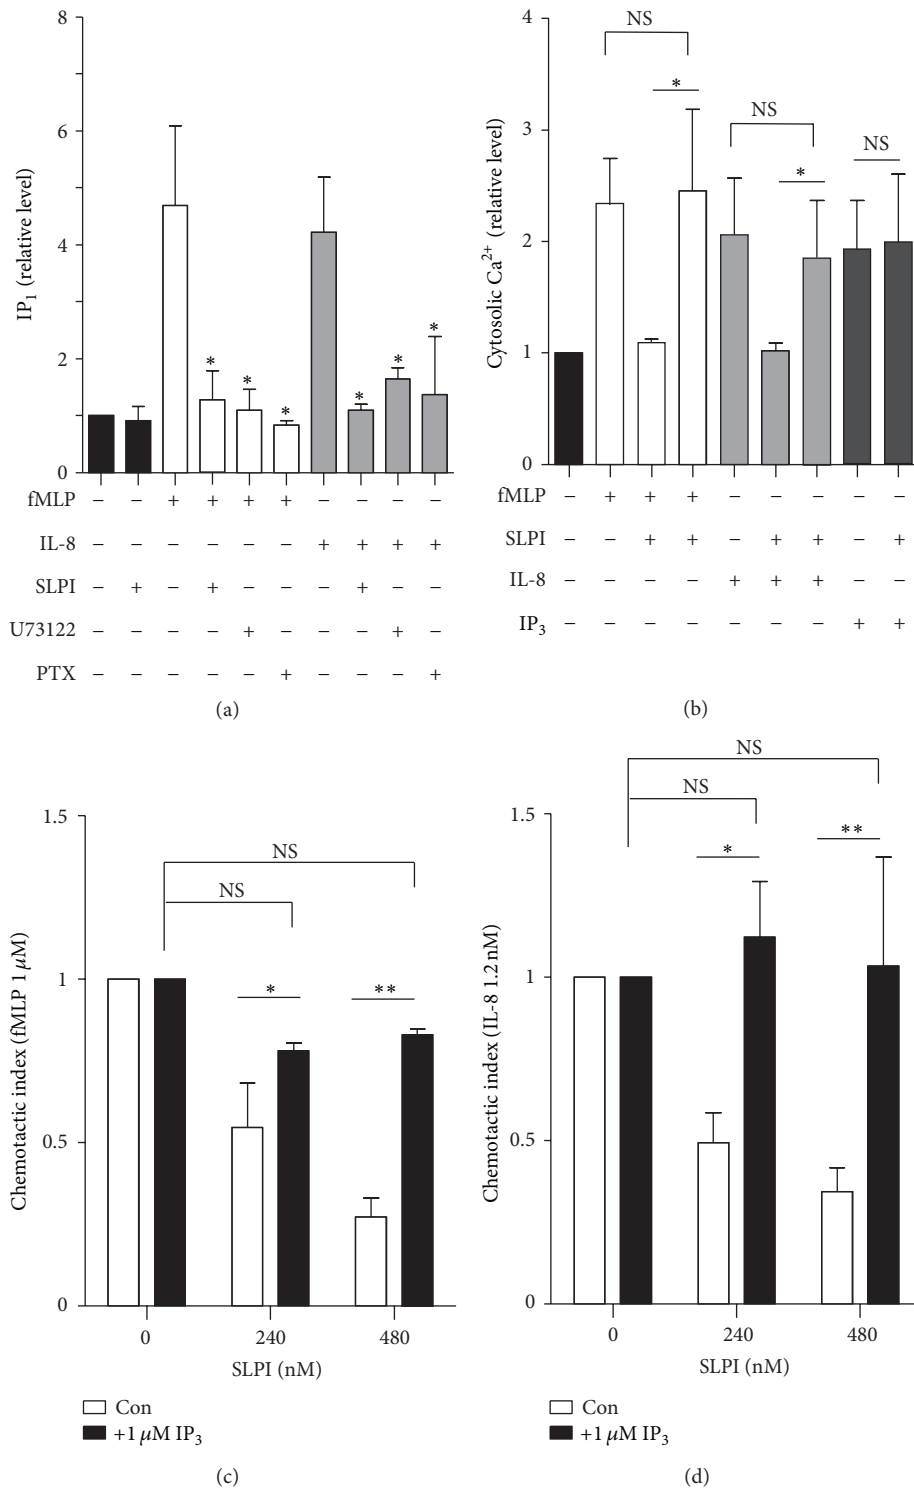 8
6
4
2
0
IP1 (relative level)
* * * * * *
fMLP − − + + + + − − − −
IL-8 − − − − − − + + + +
SLPI − + − + − − − + − −
U73122 − − − − + − − − + −
PTX − − − − − + − − − +
(a)
4
3
2
1
0
Cytosolic Ca2+ (relative level)
NS
*
NS
*
NS
fMLP − + + + − − − − −
SLPI − − + + − + + − +
IL-8 − − − − + + + − −
IP3 − − − − − − − + +
(b)
1.5
1
0.5
0
Chemotactic index (fMLP 1 μM)
NS
NS
*
**
0 240 480
SLPI (nM)
Con
+1 μM IP3
(c)
1.5
1
0.5
0
Chemotactic index (IL-8 1.2 nM)
NS
NS
*
**
0 240 480
SLPI (nM)
Con
+1 μM IP3
(d)